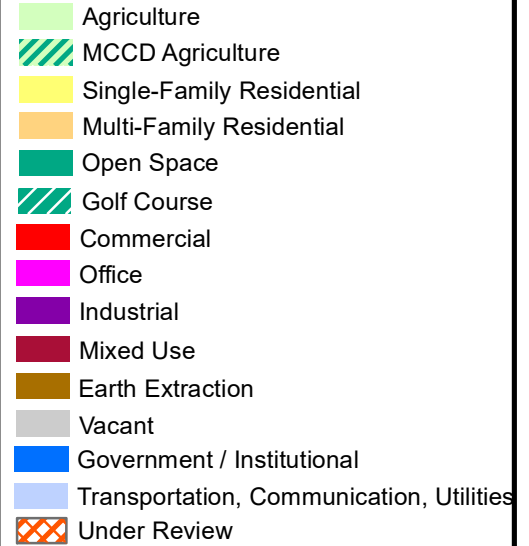 Agriculture
MCCD Agriculture
Single-Family Residential
Multi-Family Residential
Open Space
Golf Course
Commercial
Office
Industrial
Mixed Use
Earth Extraction
Vacant
Government / Institutional
Transportation, Communication, Utilities
Under Review